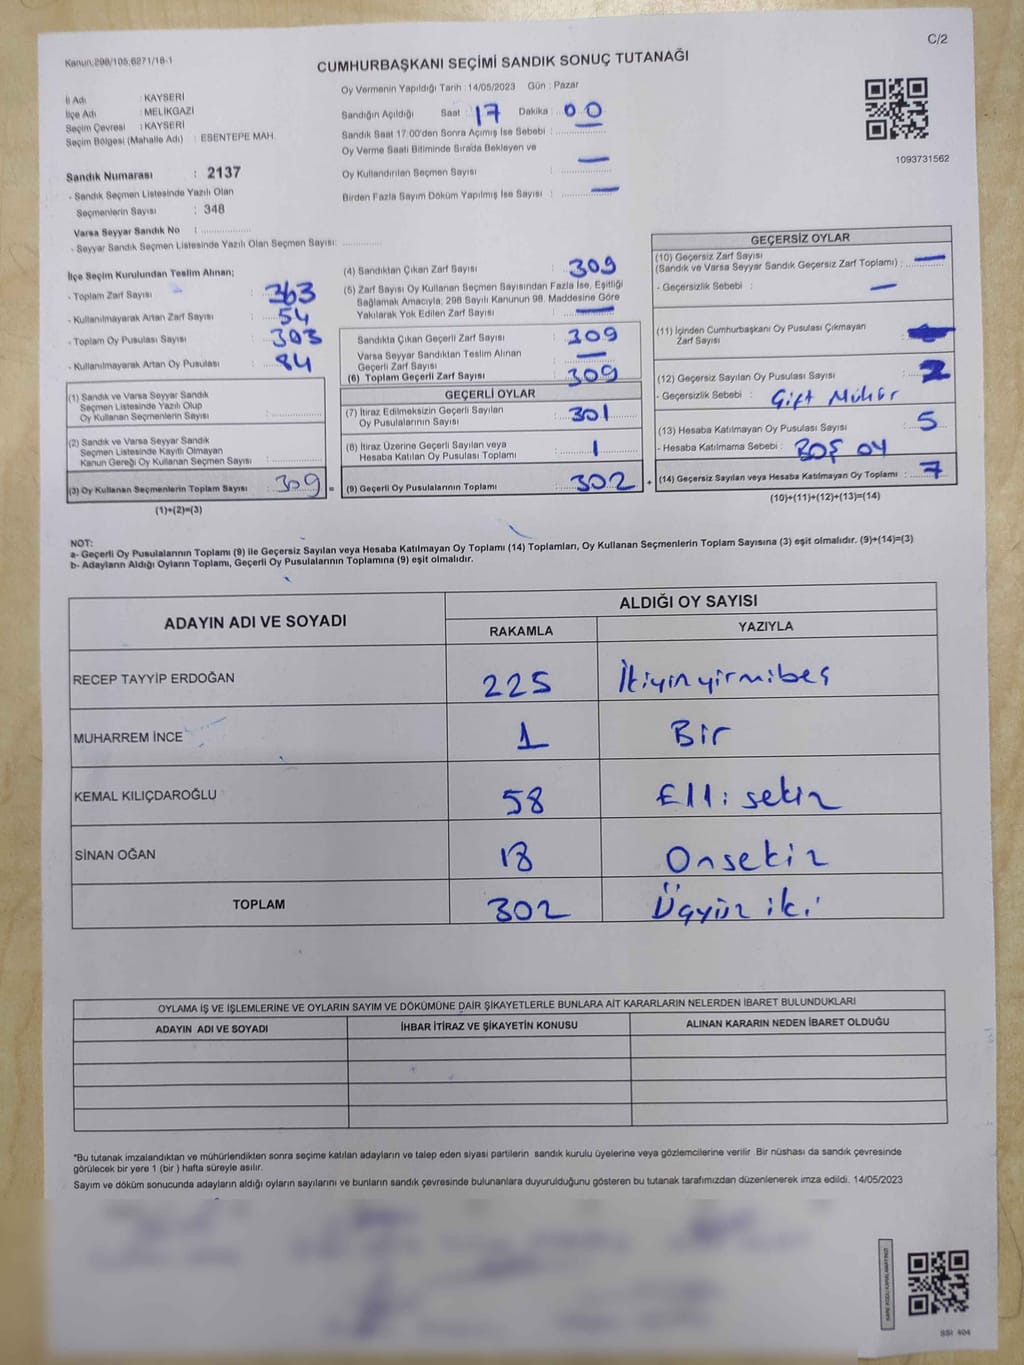 C/2
Kanun:298/105;6271/18-1
CUMHURBAŞKANI SEÇİMİ SANDIK SONUÇ TUTANAĞI
İl Adı : KAYSERİ
İlçe Adı : MELİKGAZİ
Seçim Çevresi : KAYSERİ
Seçim Bölgesi (Mahalle Adı) : ESENTEPE MAH.
Sandık Numarası : 2137
- Sandık Seçmen Listesinde Yazılı Olan
Seçmenlerin Sayısı : 348
Varsa Seyyar Sandık No :
- Seyyar Sandık Seçmen Listesinde Yazılı Olan Seçmen Sayısı:
Oy Vermenin Yapıldığı Tarih : 14/05/2023 Gün : Pazar
Sandığın Açıldığı Saat : 17 Dakika : 00
Sandık Saat 17:00'den Sonra Açımış İse Sebebi : —
Oy Verme Saati Bitiminde Sırada Bekleyen ve
Oy Kullandırılan Seçmen Sayısı : —
Birden Fazla Sayım Döküm Yapılmış İse Sayısı : —
1093731562
İlçe Seçim Kurulundan Teslim Alınan;
- Toplam Zarf Sayısı : 363
- Kullanılmayarak Artan Zarf Sayısı : 54
- Toplam Oy Pusulası Sayısı : 303
- Kullanılmayarak Artan Oy Pusulası : 84
(1) Sandık ve Varsa Seyyar Sandık
Seçmen Listesinde Yazılı Olup
Oy Kullanan Seçmenlerin Sayısı :
(2) Sandık ve Varsa Seyyar Sandık
Seçmen Listesinde Kayıtlı Olmayan
Kanun Gereği Oy Kullanan Seçmen Sayısı :
(3) Oy Kullanan Seçmenlerin Toplam Sayısı : 309 =
(1)+(2)=(3)
(4) Sandıktan Çıkan Zarf Sayısı : 309
(5) Zarf Sayısı Oy Kullanan Seçmen Sayısından Fazla İse, Eşitliği
Sağlamak Amacıyla, 298 Sayılı Kanunun 98. Maddesine Göre
Yakılarak Yok Edilen Zarf Sayısı : —
Sandıkta Çıkan Geçerli Zarf Sayısı : 309
Varsa Seyyar Sandıktan Teslim Alınan
Geçerli Zarf Sayısı : —
(6) Toplam Geçerli Zarf Sayısı : 309
GEÇERLİ OYLAR
(7) İtiraz Edilmeksizin Geçerli Sayılan
Oy Pusulalarının Sayısı : 301
(8) İtiraz Üzerine Geçerli Sayılan veya
Hesaba Katılan Oy Pusulası Toplamı : 1
(9) Geçerli Oy Pusulalarının Toplamı : 302 +
GEÇERSİZ OYLAR
(10) Geçersiz Zarf Sayısı
(Sandık ve Varsa Seyyar Sandık Geçersiz Zarf Toplamı) : —
- Geçersizlik Sebebi : —
(11) İçinden Cumhurbaşkanı Oy Pusulası Çıkmayan
Zarf Sayısı :
(12) Geçersiz Sayılan Oy Pusulası Sayısı : 2
- Geçersizlik Sebebi : Çift Mühür
(13) Hesaba Katılmayan Oy Pusulası Sayısı : 5
- Hesaba Katılmama Sebebi : BOŞ OY
(14) Geçersiz Sayılan veya Hesaba Katılmayan Oy Toplamı : 7
(10)+(11)+(12)+(13)=(14)
NOT:
a- Geçerli Oy Pusulalarının Toplamı (9) ile Geçersiz Sayılan veya Hesaba Katılmayan Oy Toplamı (14) Toplamları, Oy Kullanan Seçmenlerin Toplam Sayısına (3) eşit olmalıdır. (9)+(14)=(3)
b- Adayların Aldığı Oyların Toplamı, Geçerli Oy Pusulalarının Toplamına (9) eşit olmalıdır.
ADAYIN ADI VE SOYADI
ALDIĞI OY SAYISI
RAKAMLA YAZIYLA
RECEP TAYYİP ERDOĞAN 225 İkiyüzyirmibeş
MUHARREM İNCE 1 Bir
KEMAL KILIÇDAROĞLU 58 Elli sekiz
SİNAN OĞAN 18 Onsekiz
TOPLAM 302 Üçyüz iki
OYLAMA İŞ VE İŞLEMLERİNE VE OYLARIN SAYIM VE DÖKÜMÜNE DAİR ŞİKAYETLERLE BUNLARA AİT KARARLARIN NELERDEN İBARET BULUNDUKLARI
ADAYIN ADI VE SOYADI İHBAR İTİRAZ VE ŞİKAYETİN KONUSU ALINAN KARARIN NEDEN İBARET OLDUĞU
*Bu tutanak imzalandıktan ve mühürlendikten sonra seçime katılan adayların ve talep eden siyasi partilerin sandık kurulu üyelerine veya gözlemcilerine verilir .Bir nüshası da sandık çevresinde
görülecek bir yere 1 (bir ) hafta süreyle asılır.
Sayım ve döküm sonucunda adayların aldığı oyların sayılarını ve bunların sandık çevresinde bulunanlara duyurulduğunu gösteren bu tutanak tarafımızdan düzenlenerek imza edildi. 14/05/2023
SSI 404